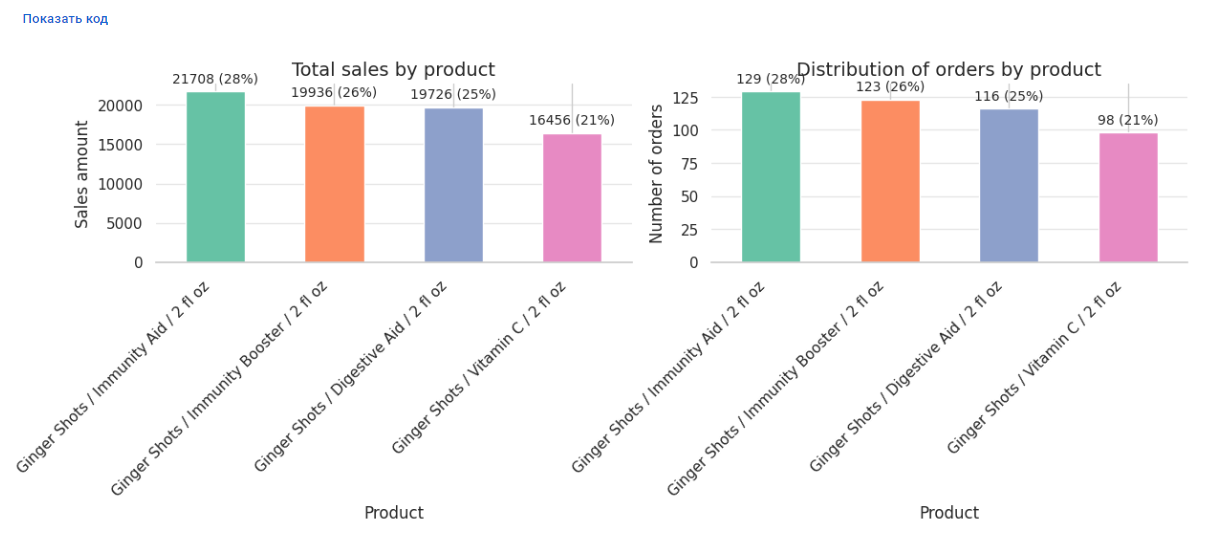 Показать код
Total sales by product
21708 (28%)
19936 (26%)
19726 (25%)
16456 (21%)
Sales amount
20000
15000
10000
5000
0
Ginger Shots / Immunity Aid / 2 fl oz
Ginger Shots / Immunity Booster / 2 fl oz
Ginger Shots / Digestive Aid / 2 fl oz
Ginger Shots / Vitamin C / 2 fl oz
Product
Distribution of orders by product
129 (28%)
123 (26%)
116 (25%)
98 (21%)
Number of orders
125
100
75
50
25
0
Ginger Shots / Immunity Aid / 2 fl oz
Ginger Shots / Immunity Booster / 2 fl oz
Ginger Shots / Digestive Aid / 2 fl oz
Ginger Shots / Vitamin C / 2 fl oz
Product